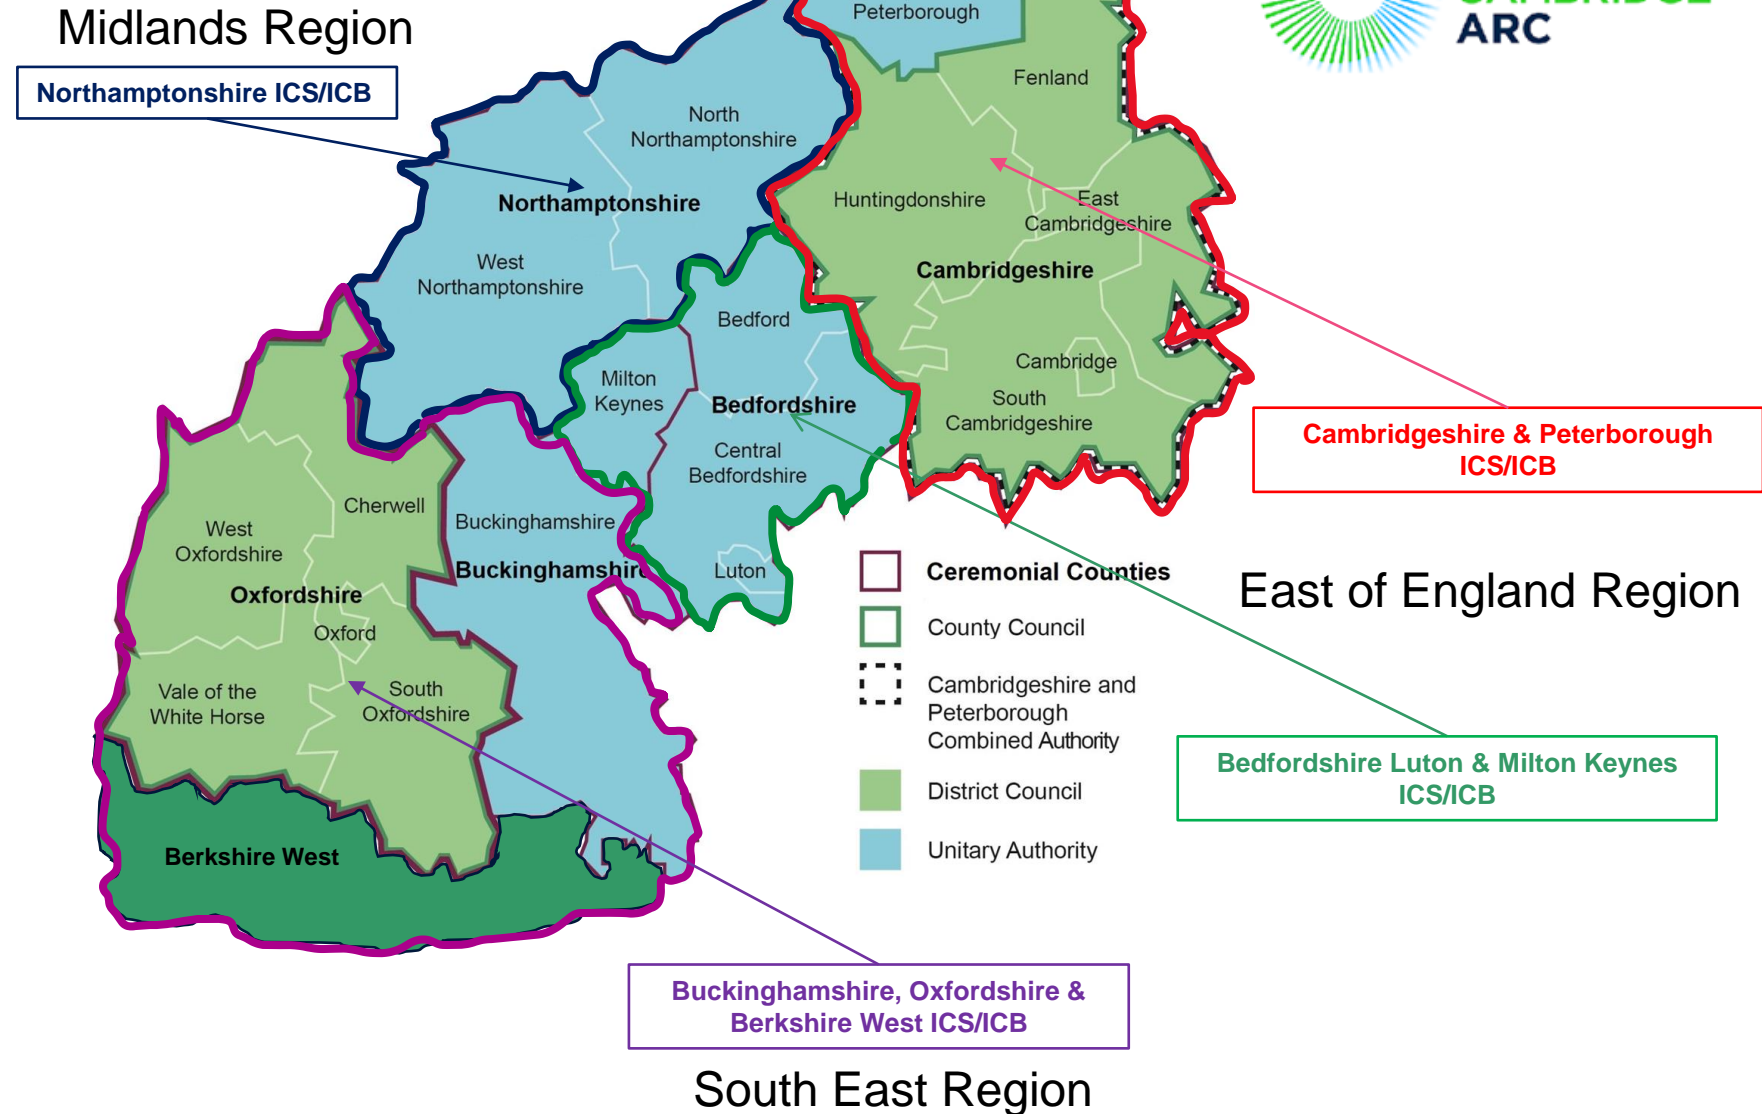 Midlands Region
Northamptonshire ICS/ICB
ARC
Peterborough
Fenland
North
Northamptonshire
Northamptonshire
Huntingdonshire
East
Cambridgeshire
West
Northamptonshire
Cambridgeshire
Bedford
Cambridge
Milton
Keynes
Bedfordshire
South
Cambridgeshire
Central
Bedfordshire
Cambridgeshire & Peterborough
ICS/ICB
Cherwell
West
Oxfordshire
Buckinghamshire
Buckinghamshire
Luton
Oxfordshire
Oxford
Vale of the
White Horse
South
Oxfordshire
Berkshire West
Ceremonial Counties
County Council
Cambridgeshire and
Peterborough
Combined Authority
District Council
Unitary Authority
East of England Region
Bedfordshire Luton & Milton Keynes
ICS/ICB
Buckinghamshire, Oxfordshire &
Berkshire West ICS/ICB
South East Region